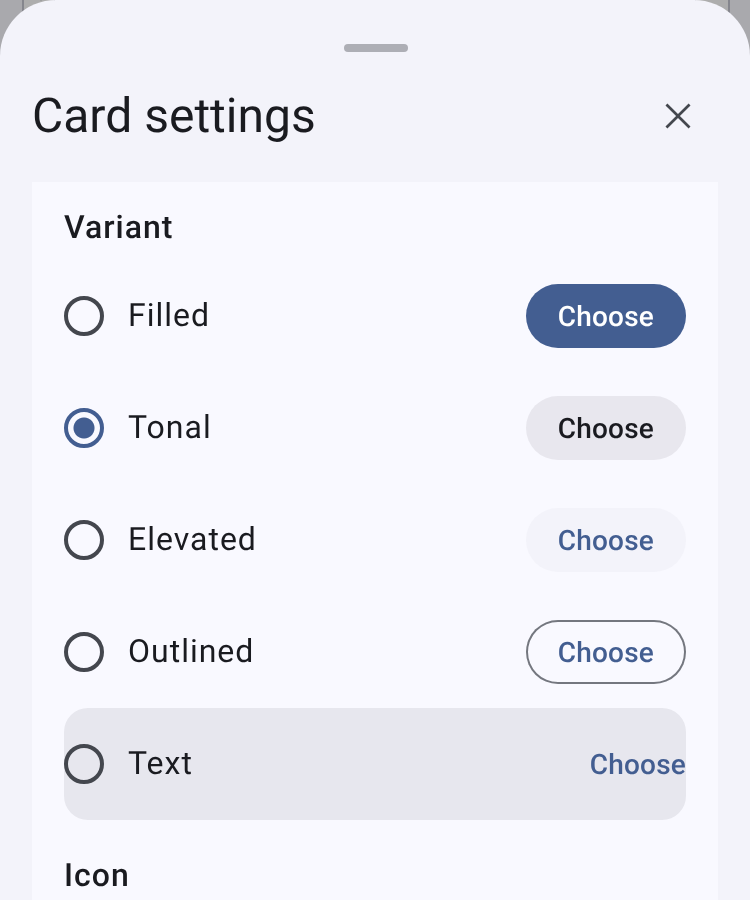 Card settings
Variant
Filled Choose
Tonal Choose
Elevated Choose
Outlined Choose
Text Choose
Icon